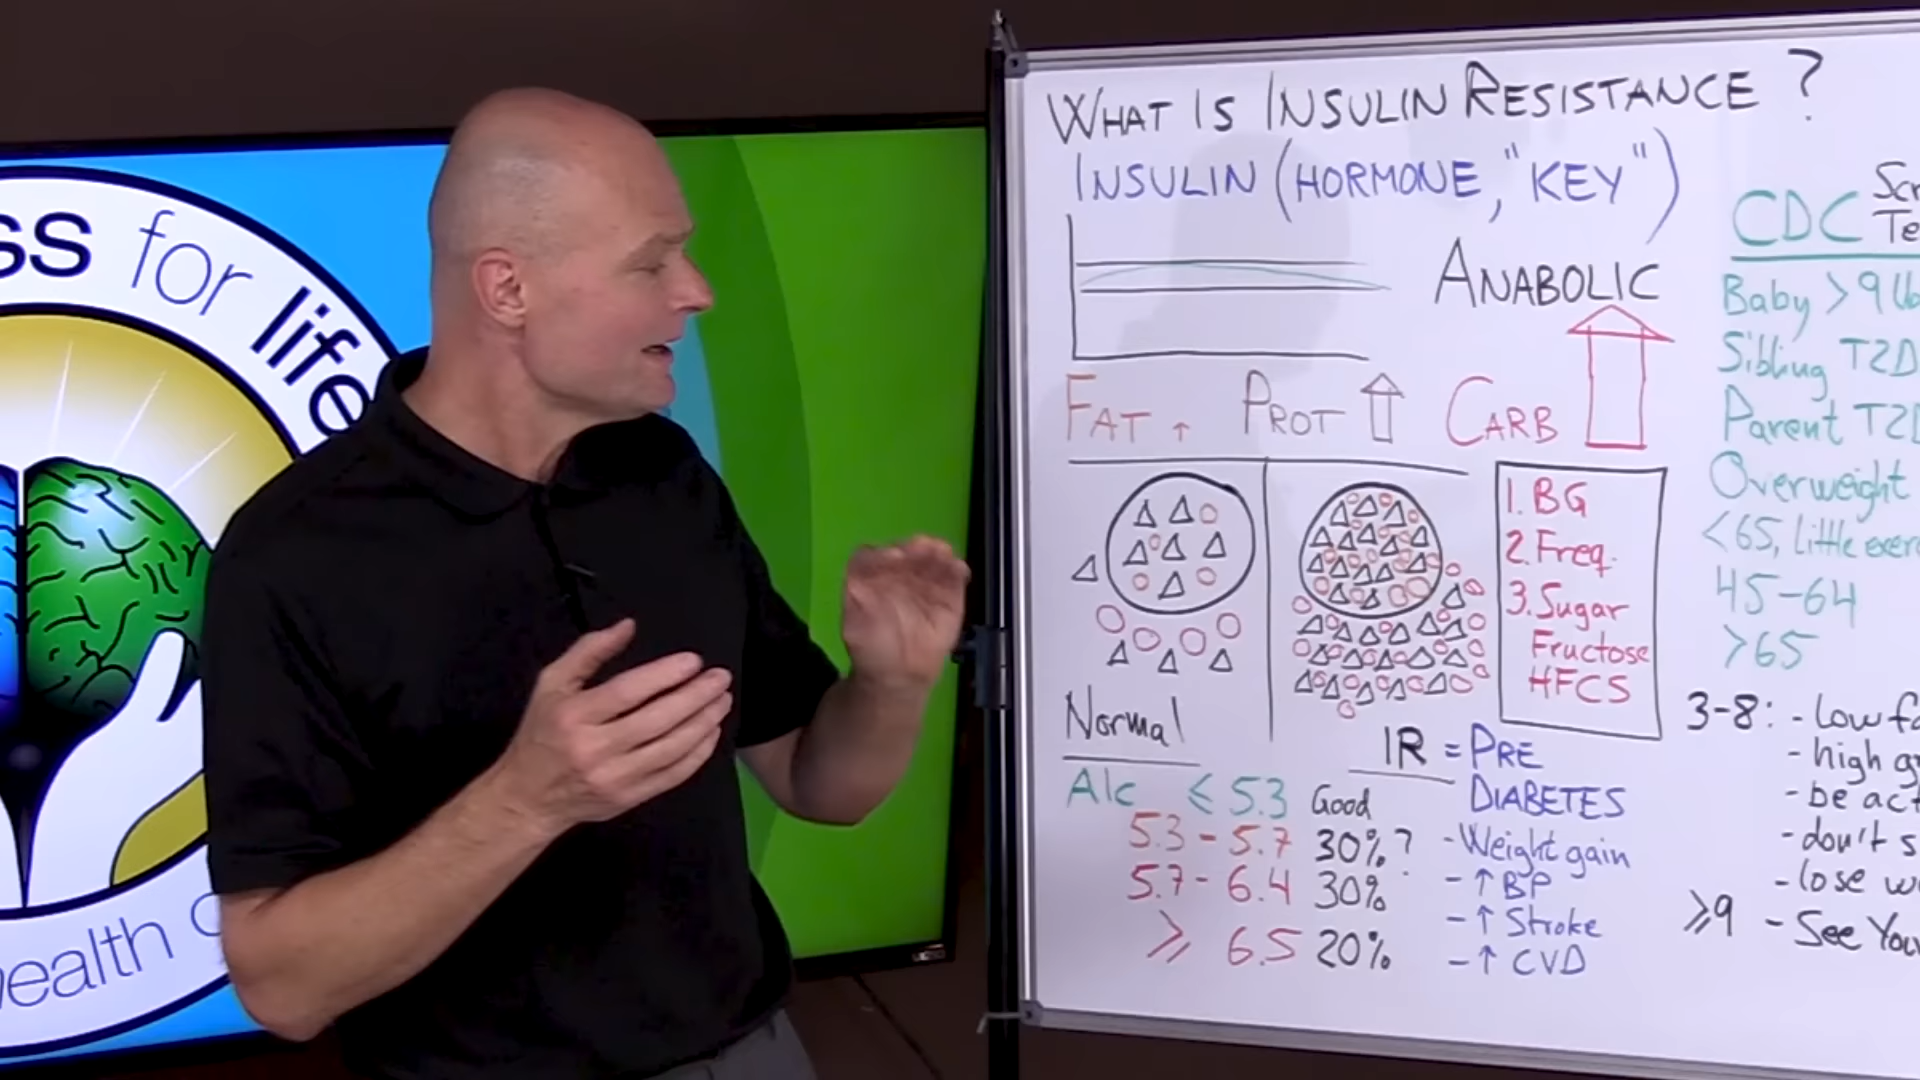 ss for life
health
WHAT IS INSULIN RESISTANCE ?
INSULIN (HORMONE, "KEY")
ANABOLIC
FAT ↑ PROT ⇧ CARB ⇧
1. BG
2. Freq.
3. Sugar
Fructose
HFCS
Normal
IR = PRE
DIABETES
- Weight gain
- ↑ BP
- ↑ Stroke
- ↑ CVD
A1c ≤ 5.3 Good
5.3 - 5.7 30%?
5.7 - 6.4 30%
≥ 6.5 20%
CDC
Baby > 9 lb
Sibling T2D
Parent T2D
Overweight
<65, little
45-64
>65
3-8: - low
- high
- be
- don't
- lose
≥9 - See